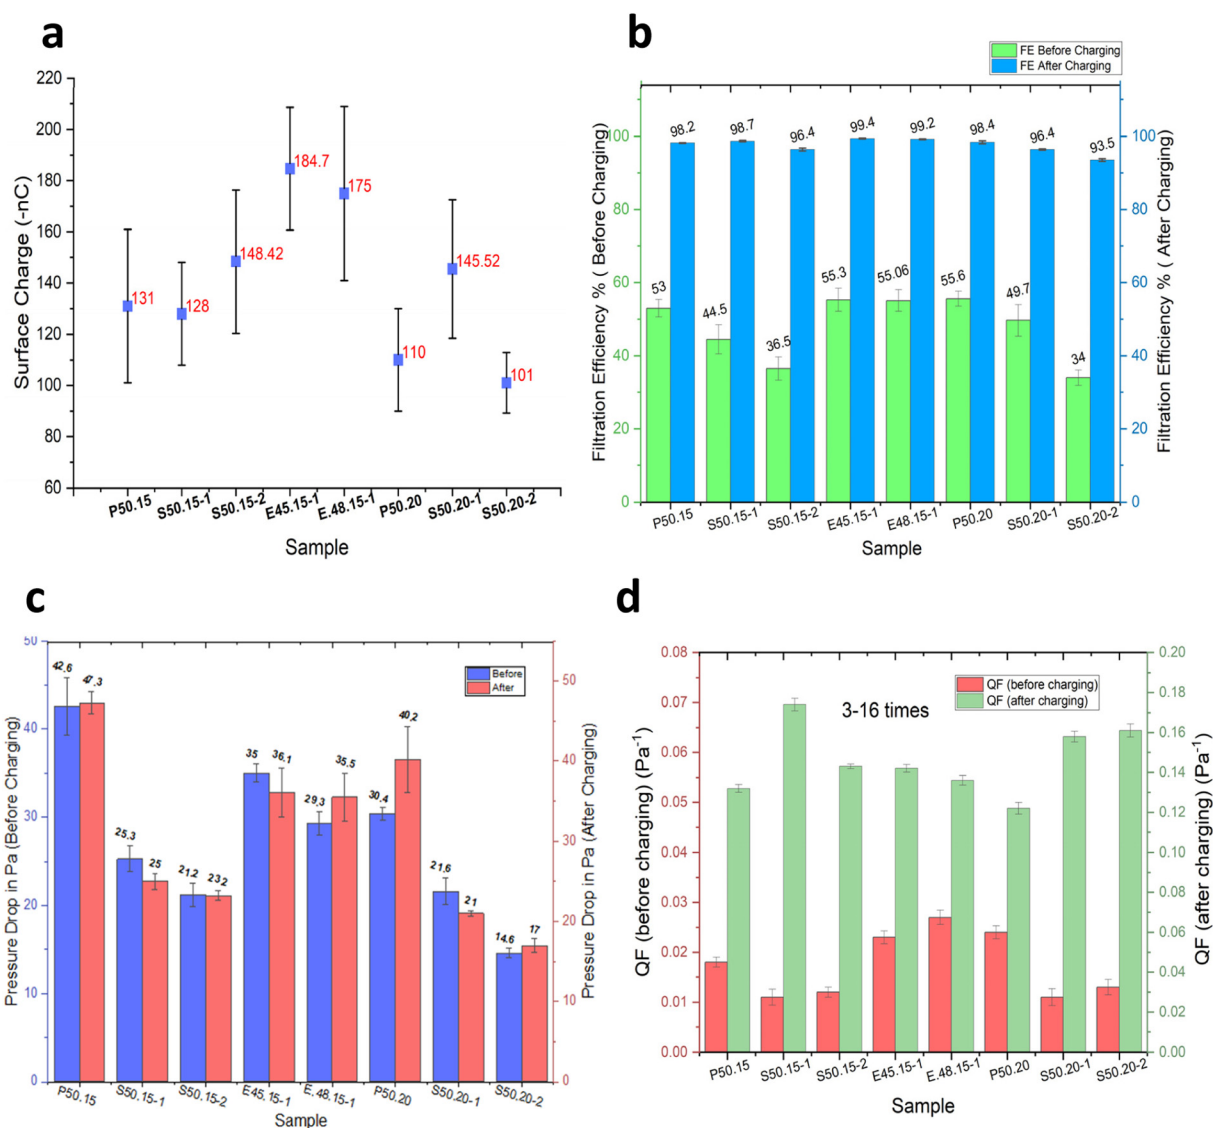 a
220
200
180
160
140
120
100
80
60
Surface Charge (-nC)
131
128
148.42
184.7
175
110
145.52
101
P50.15
S50.15-1
S50.15-2
E45.15-1
E.48.15-1
P50.20
S50.20-1
S50.20-2
Sample
b
FE Before Charging
FE After Charging
Filtration Efficiency % ( Before Charging)
100
80
60
40
20
0
98.2
98.7
96.4
99.4
99.2
98.4
96.4
93.5
53
44.5
36.5
55.3
55.06
55.6
49.7
34
100
80
60
40
20
0
Filtration Efficiency % ( After Charging)
P50.15
S50.15-1
S50.15-2
E45.15-1
E48.15-1
P50.20
S50.20-1
S50.20-2
Sample
c
Before
After
Pressure Drop in Pa (Before Charging)
50
40
30
20
10
0
42.6
47.3
25.3
25
21.2
23.2
35
36.1
29.3
35.5
30.4
40.2
21.6
21
14.6
17
50
40
30
20
10
0
Pressure Drop in Pa (After Charging)
P50.15
S50.15-1
S50.15-2
E45.15-1
E.48.15-1
P50.20
S50.20-1
S50.20-2
Sample
d
QF (before charging)
QF (after charging)
3-16 times
QF (before charging) (Pa⁻¹)
0.08
0.07
0.06
0.05
0.04
0.03
0.02
0.01
0.00
0.20
0.18
0.16
0.14
0.12
0.10
0.08
0.06
0.04
0.02
0.00
QF (after charging) (Pa⁻¹)
P50.15
S50.15-1
S50.15-2
E45.15-1
E.48.15-1
P50.20
S50.20-1
S50.20-2
Sample